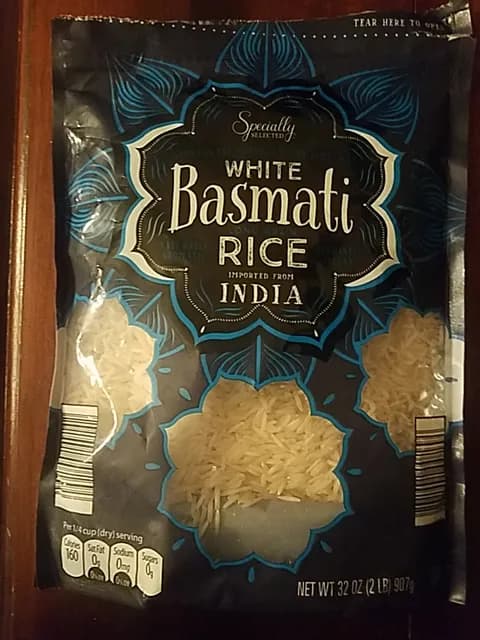 TEAR HERE TO
Specially
SELECTED
WHITE
Basmati
RICE
IMPORTED FROM
INDIA
Per 1/4 cup (dry) serving
Calories Sat Fat Sodium Sugars
160 0g 0mg 0g
NET WT 32 OZ (2 LB) 907g